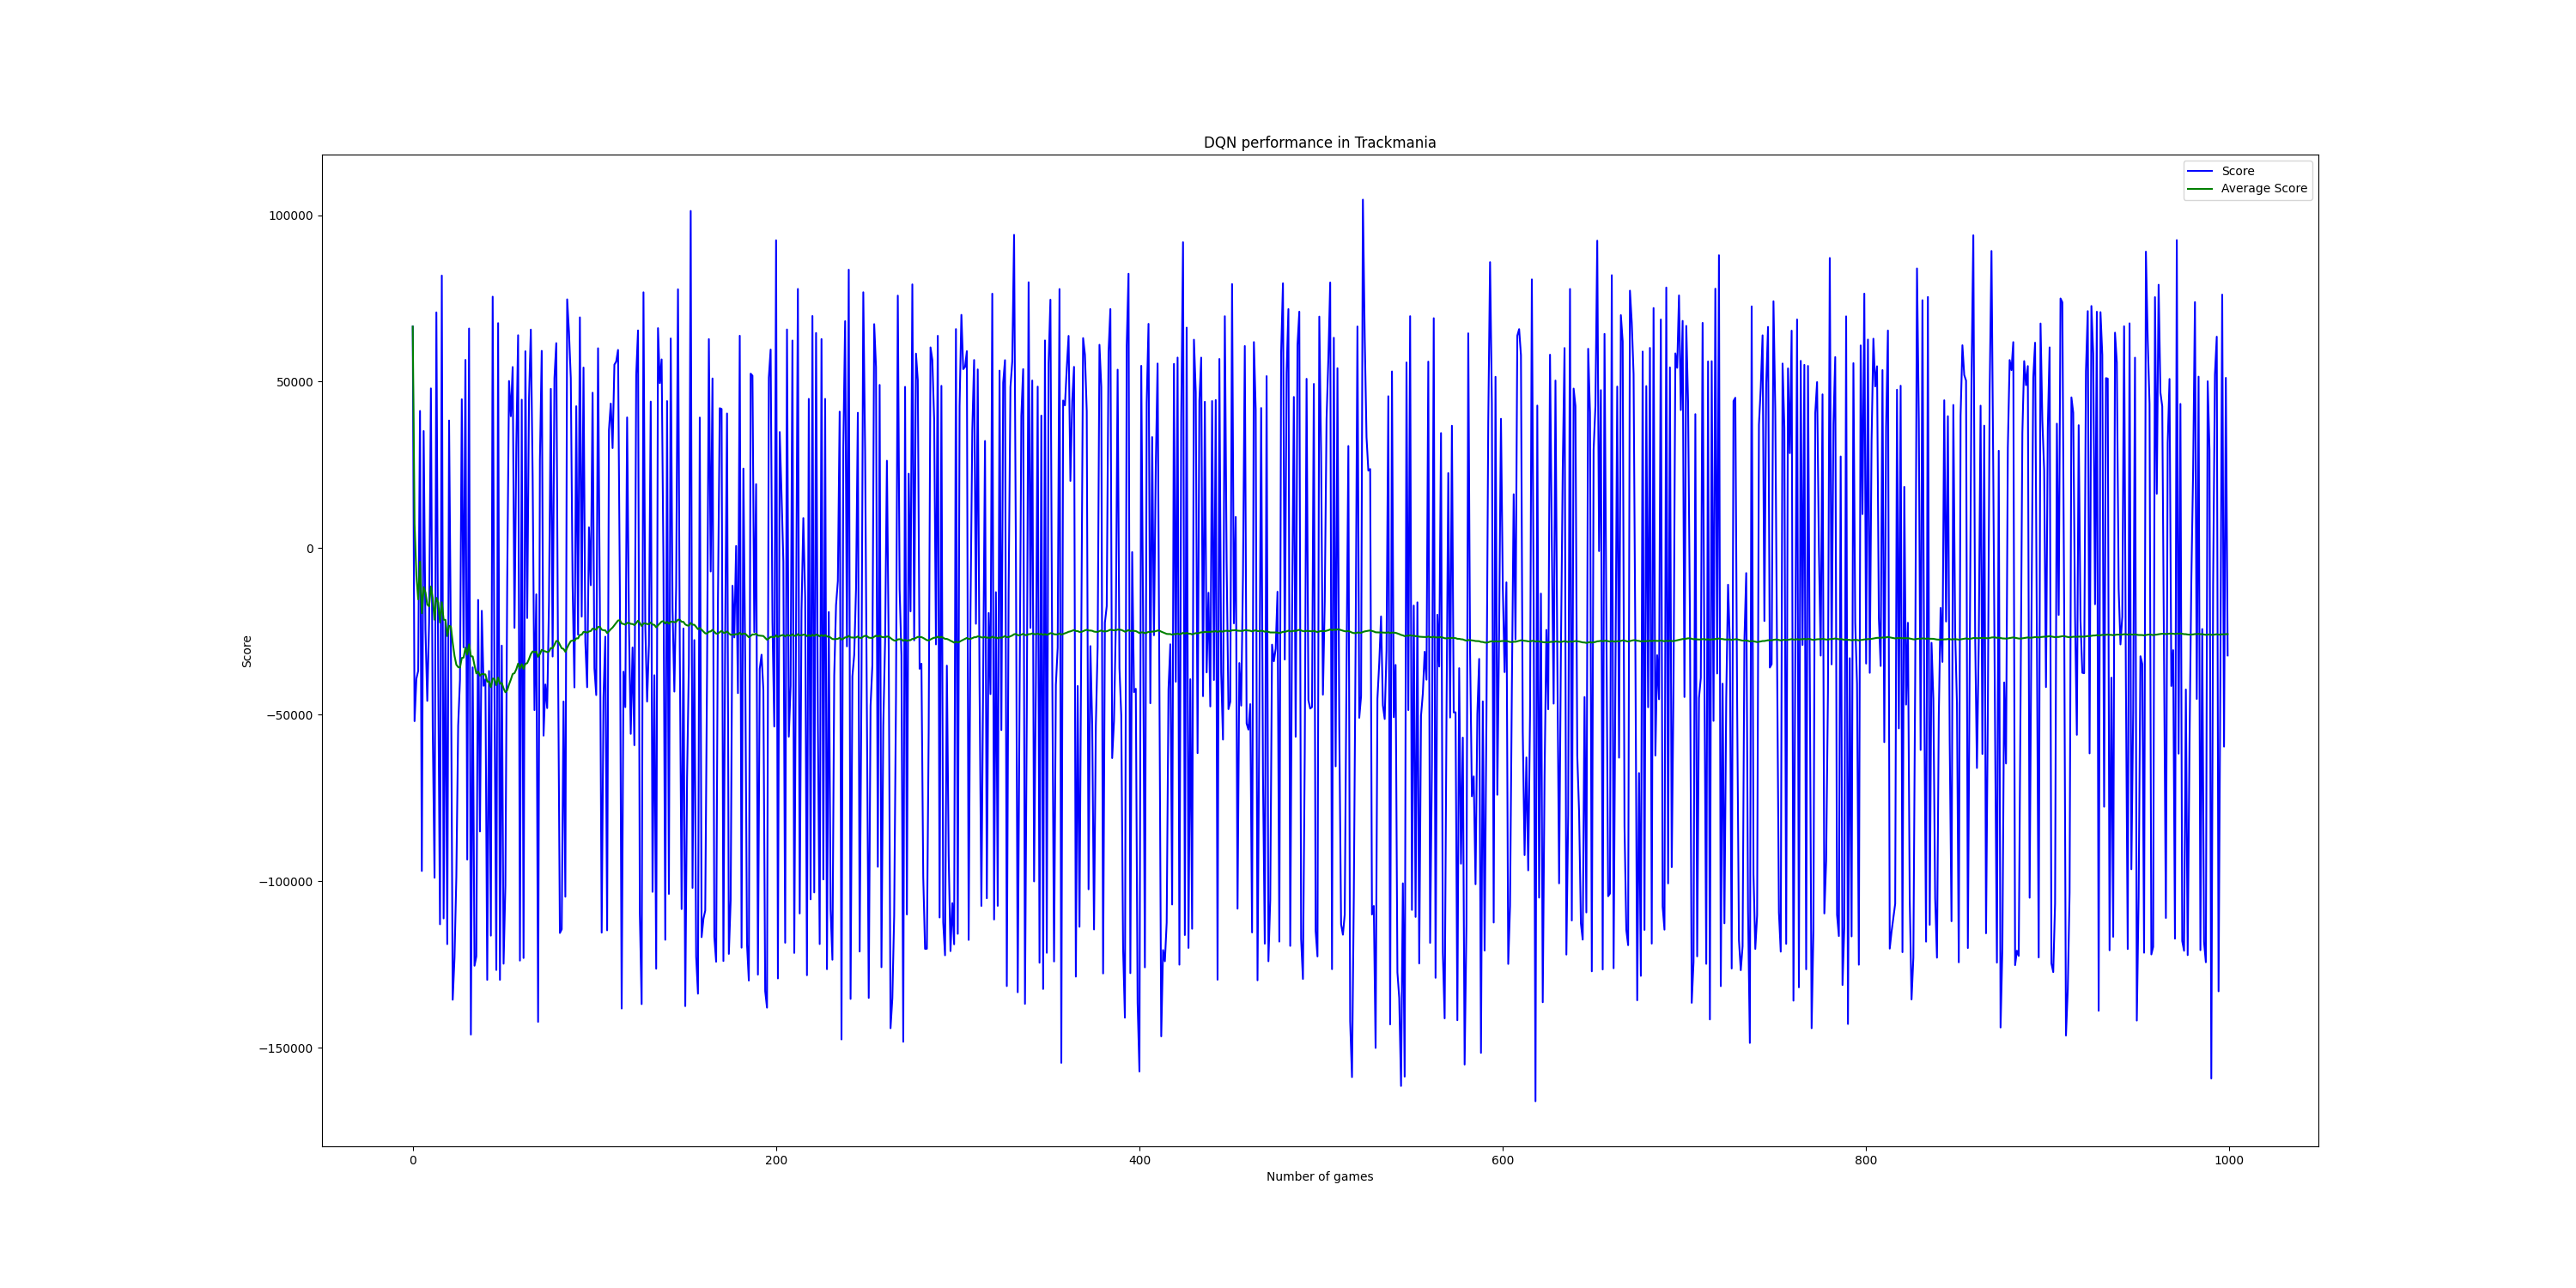 DQN performance in Trackmania
Score
Average Score
100000
50000
0
−50000
−100000
−150000
Score
0
200
400
600
800
1000
Number of games